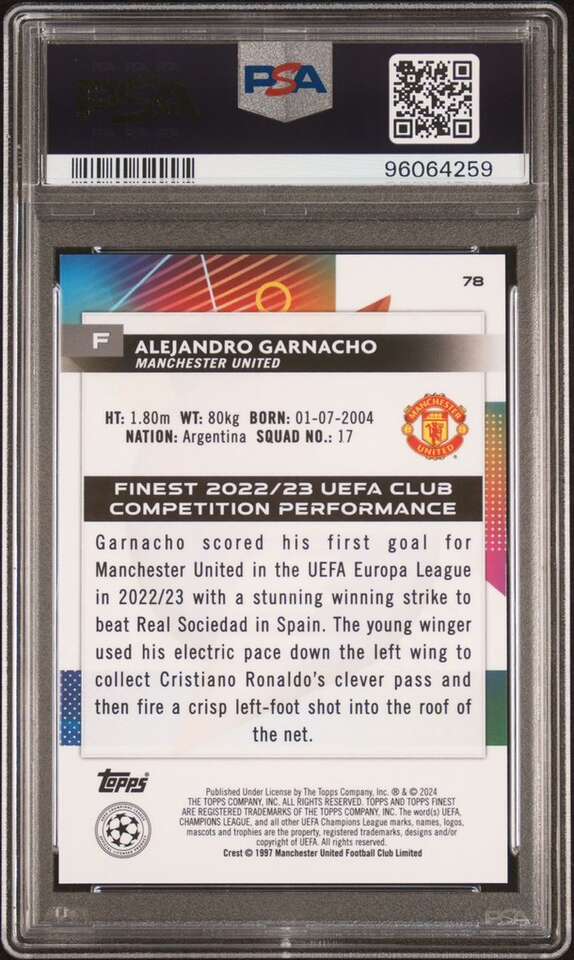 PSA
96064259
78
F
ALEJANDRO GARNACHO
MANCHESTER UNITED
HT: 1.80m WT: 80kg BORN: 01-07-2004
NATION: Argentina SQUAD NO.: 17
MANCHESTER
UNITED
FINEST 2022/23 UEFA CLUB
COMPETITION PERFORMANCE
Garnacho scored his first goal for
Manchester United in the UEFA Europa League
in 2022/23 with a stunning winning strike to
beat Real Sociedad in Spain. The young winger
used his electric pace down the left wing to
collect Cristiano Ronaldo's clever pass and
then fire a crisp left-foot shot into the roof of
the net.
Topps
Published Under License by The Topps Company, Inc. ® & © 2024
THE TOPPS COMPANY, INC. ALL RIGHTS RESERVED. TOPPS AND TOPPS FINEST
ARE REGISTERED TRADEMARKS OF THE TOPPS COMPANY, INC. The word(s) UEFA,
CHAMPIONS LEAGUE, and all other UEFA Champions League marks, names, logos,
mascots and trophies are the property, registered trademarks, designs and/or
copyright of UEFA. All rights reserved.
Crest © 1997 Manchester United Football Club Limited
PSA